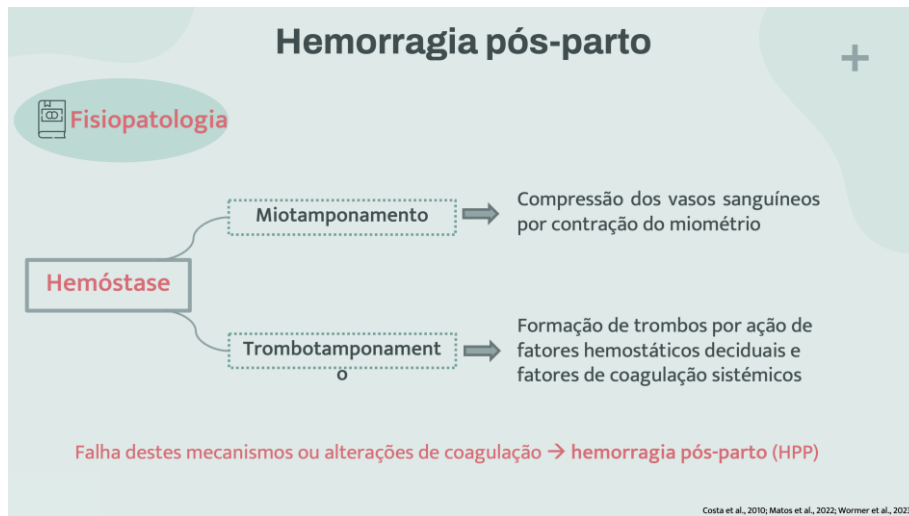 Hemorragia pós-parto
Fisiopatologia
Miotamponamento
Compressão dos vasos sanguíneos
por contração do miométrio
Hemóstase
Trombotamponament
o
Formação de trombos por ação de
fatores hemostáticos deciduais e
fatores de coagulação sistémicos
Falha destes mecanismos ou alterações de coagulação → hemorragia pós-parto (HPP)
Costa et al., 2010; Matos et al., 2022; Wormer et al., 2023